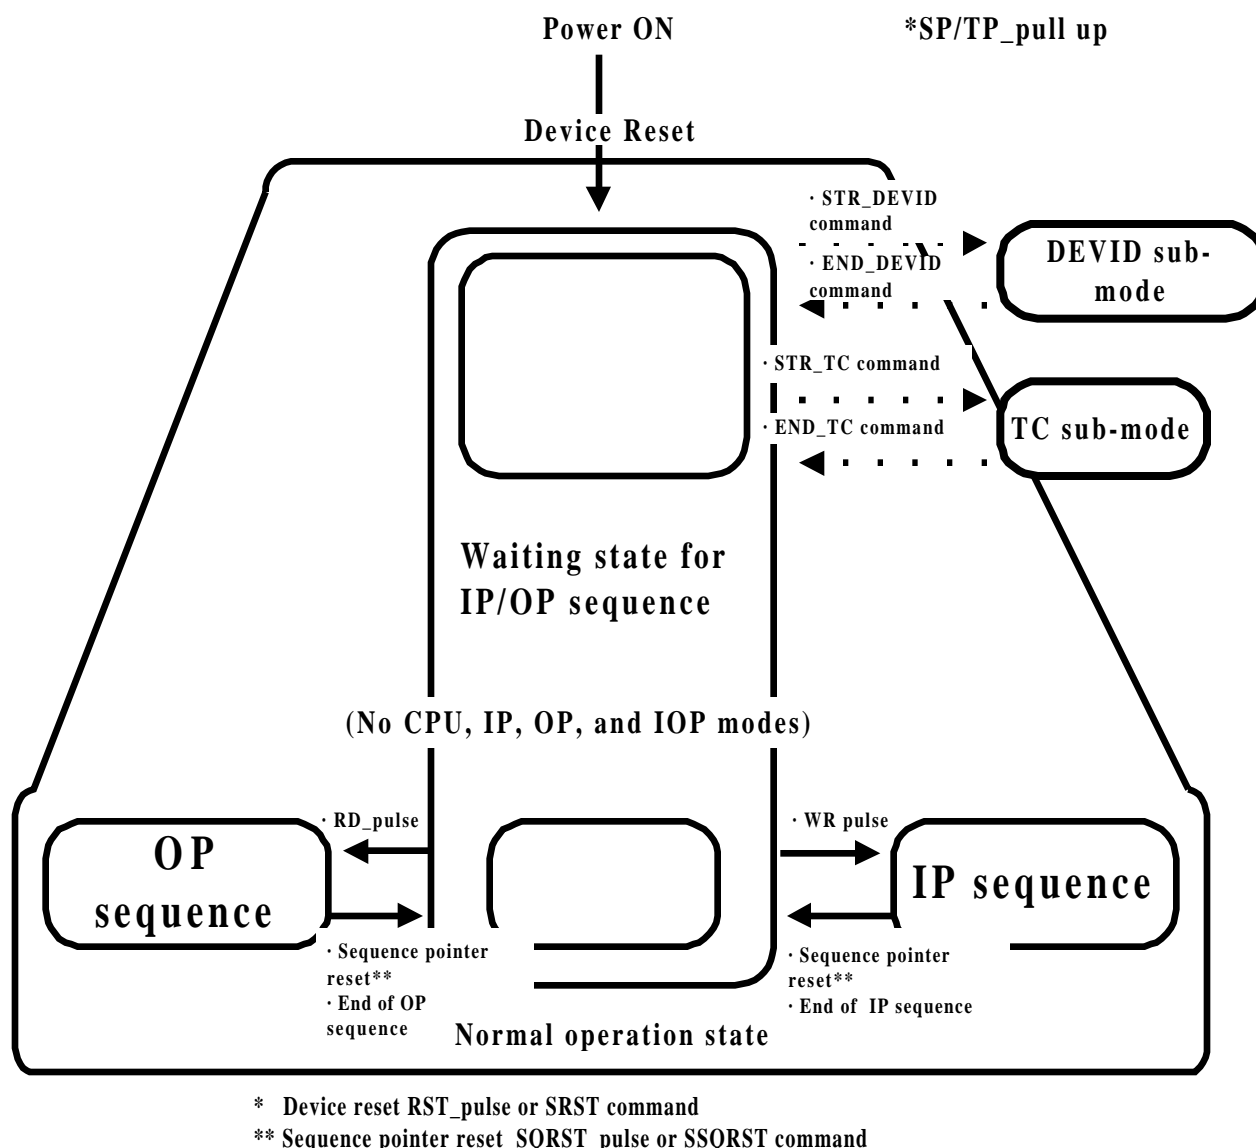 Power ON
*SP/TP_pull up
Device Reset
· STR_DEVID
command
· END_DEVID
command
DEVID sub-
mode
· STR_TC command
· END_TC command
TC sub-mode
Waiting state for
IP/OP sequence
(No CPU, IP, OP, and IOP modes)
· RD_pulse
· WR pulse
OP
sequence
IP sequence
· Sequence pointer
reset**
· End of OP
sequence
· Sequence pointer
reset**
· End of IP sequence
Normal operation state
* Device reset RST_pulse or SRST command
** Sequence pointer reset SQRST pulse or SSQRST command